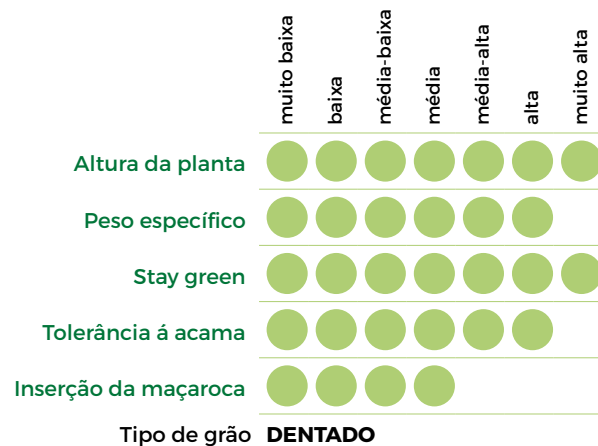 muito baixa
baixa
média-baixa
média
média-alta
alta
muito alta
Altura da planta
Peso específico
Stay green
Tolerância á acama
Inserção da maçaroca
Tipo de grão DENTADO